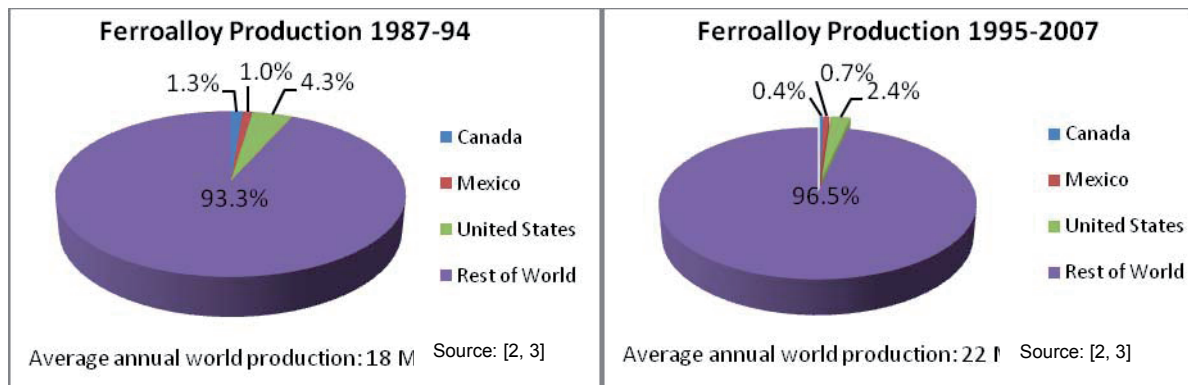 Ferroalloy Production 1987-94
1.3%
1.0%
4.3%
93.3%
Canada
Mexico
United States
Rest of World
Average annual world production: 18 M
Source: [2, 3]
Ferroalloy Production 1995-2007
0.4%
0.7%
2.4%
96.5%
Canada
Mexico
United States
Rest of World
Average annual world production: 22
Source: [2, 3]